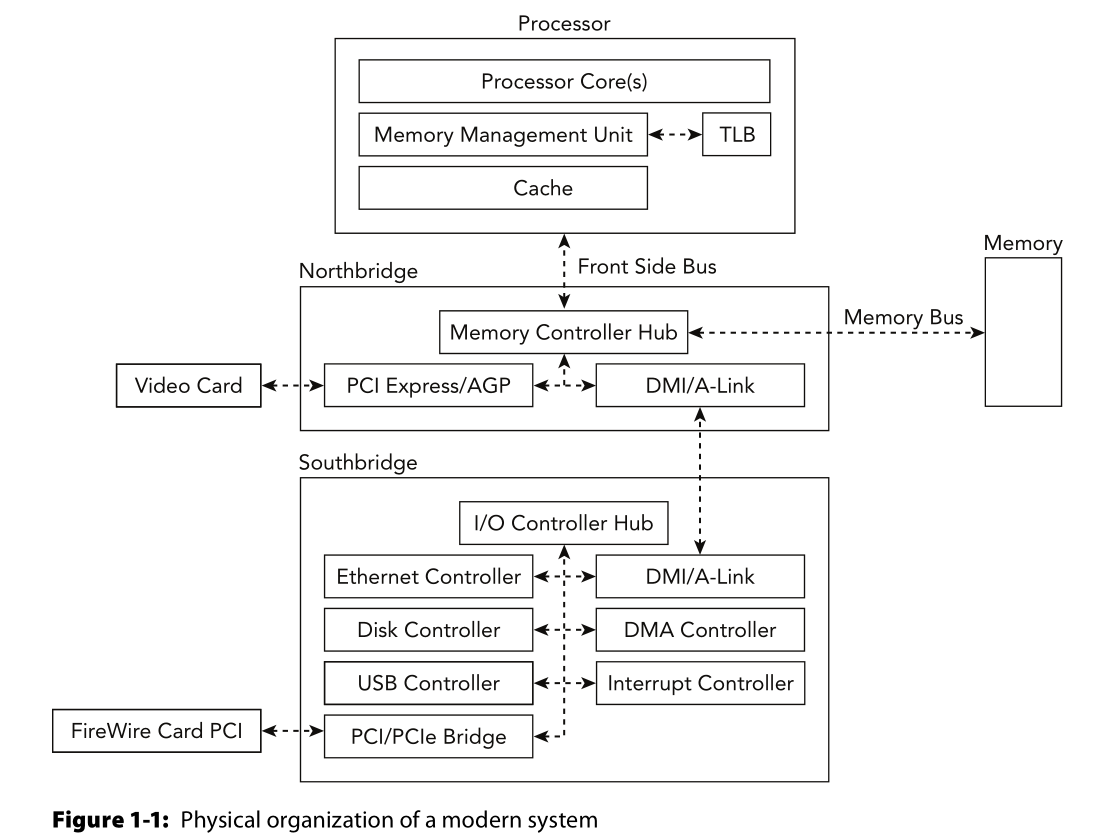 Processor
Processor Core(s)
Memory Management Unit
TLB
Cache
Front Side Bus
Memory
Northbridge
Memory Controller Hub
Memory Bus
Video Card
PCI Express/AGP
DMI/A-Link
Southbridge
I/O Controller Hub
Ethernet Controller
DMI/A-Link
Disk Controller
DMA Controller
USB Controller
Interrupt Controller
FireWire Card PCI
PCI/PCIe Bridge
Figure 1-1: Physical organization of a modern system